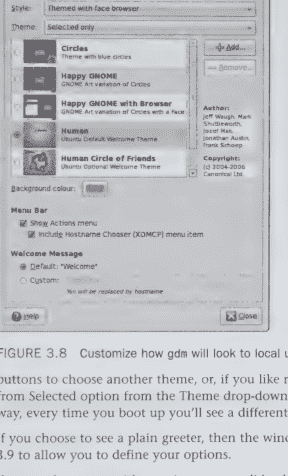 Style: Themed with face browser
Theme: Selected only
Circles
Theme with blue circles
Add...
Happy GNOME
GNOME Art variation of Circles
Remove...
Happy GNOME with Browser
GNOME Art variation of Circles with a Face
Author:
Jeff Waugh, Mark
Shuttleworth,
Josef Hak,
Jonathan Austin,
Frank Schoep
Human
Ubuntu Default Welcome Theme
Human Circle of Friends
Ubuntu Optional Welcome Theme
Copyright:
(c) 2004-2006
Canonical Ltd.
Background colour:
Menu Bar
Show Actions menu
Include Hostname Chooser (XDMCP) menu item
Welcome Message
Default: "Welcome"
Custom:
%n will be replaced by hostname
Help
Close
FIGURE 3.8 Customize how gdm will look to local u
buttons to choose another theme, or, if you like
from Selected option from the Theme drop-down
way, every time you boot up you'll see a different
f you choose to see a plain greeter, then the wind
3.9 to allow you to define your options.